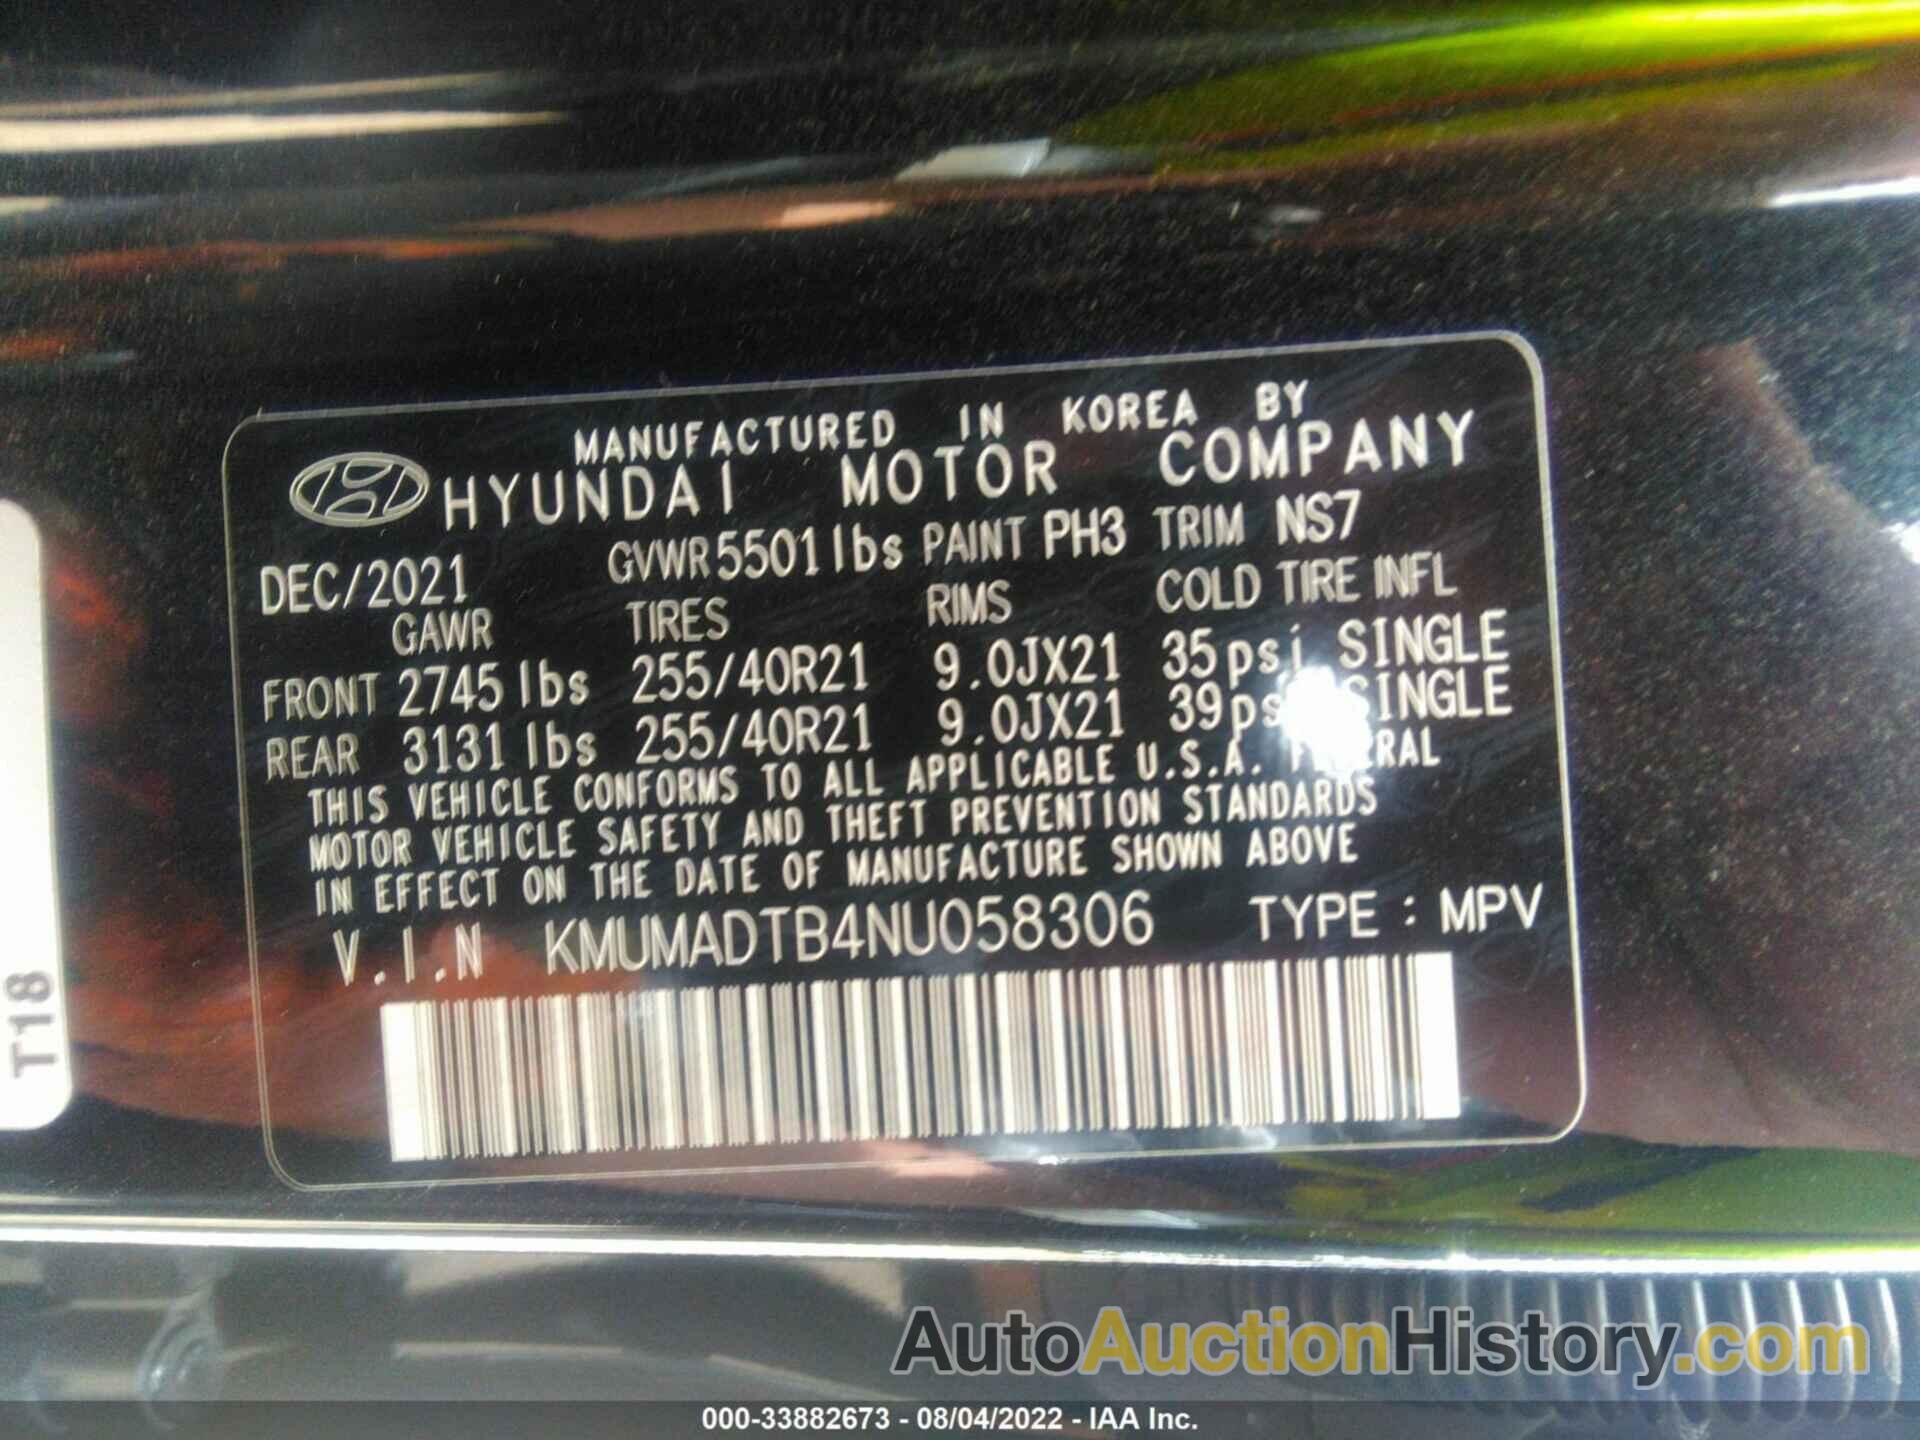 MANUFACTURED IN KOREA BY
HYUNDAI MOTOR COMPANY
DEC/2021 GVWR 5501 lbs PAINT PH3 TRIM NS7
GAWR TIRES RIMS COLD TIRE INFL
FRONT 2745 lbs 255/40R21 9.0JX21 35psi SINGLE
REAR 3131 lbs 255/40R21 9.0JX21 39psi SINGLE
THIS VEHICLE CONFORMS TO ALL APPLICABLE U.S.A. FEDERAL
MOTOR VEHICLE SAFETY AND THEFT PREVENTION STANDARDS
IN EFFECT ON THE DATE OF MANUFACTURE SHOWN ABOVE
V.I.N KMUMADTB4NU058306 TYPE : MPV
T18
AutoAuctionHistory.com
000-33882673 - 08/04/2022 - IAA Inc.